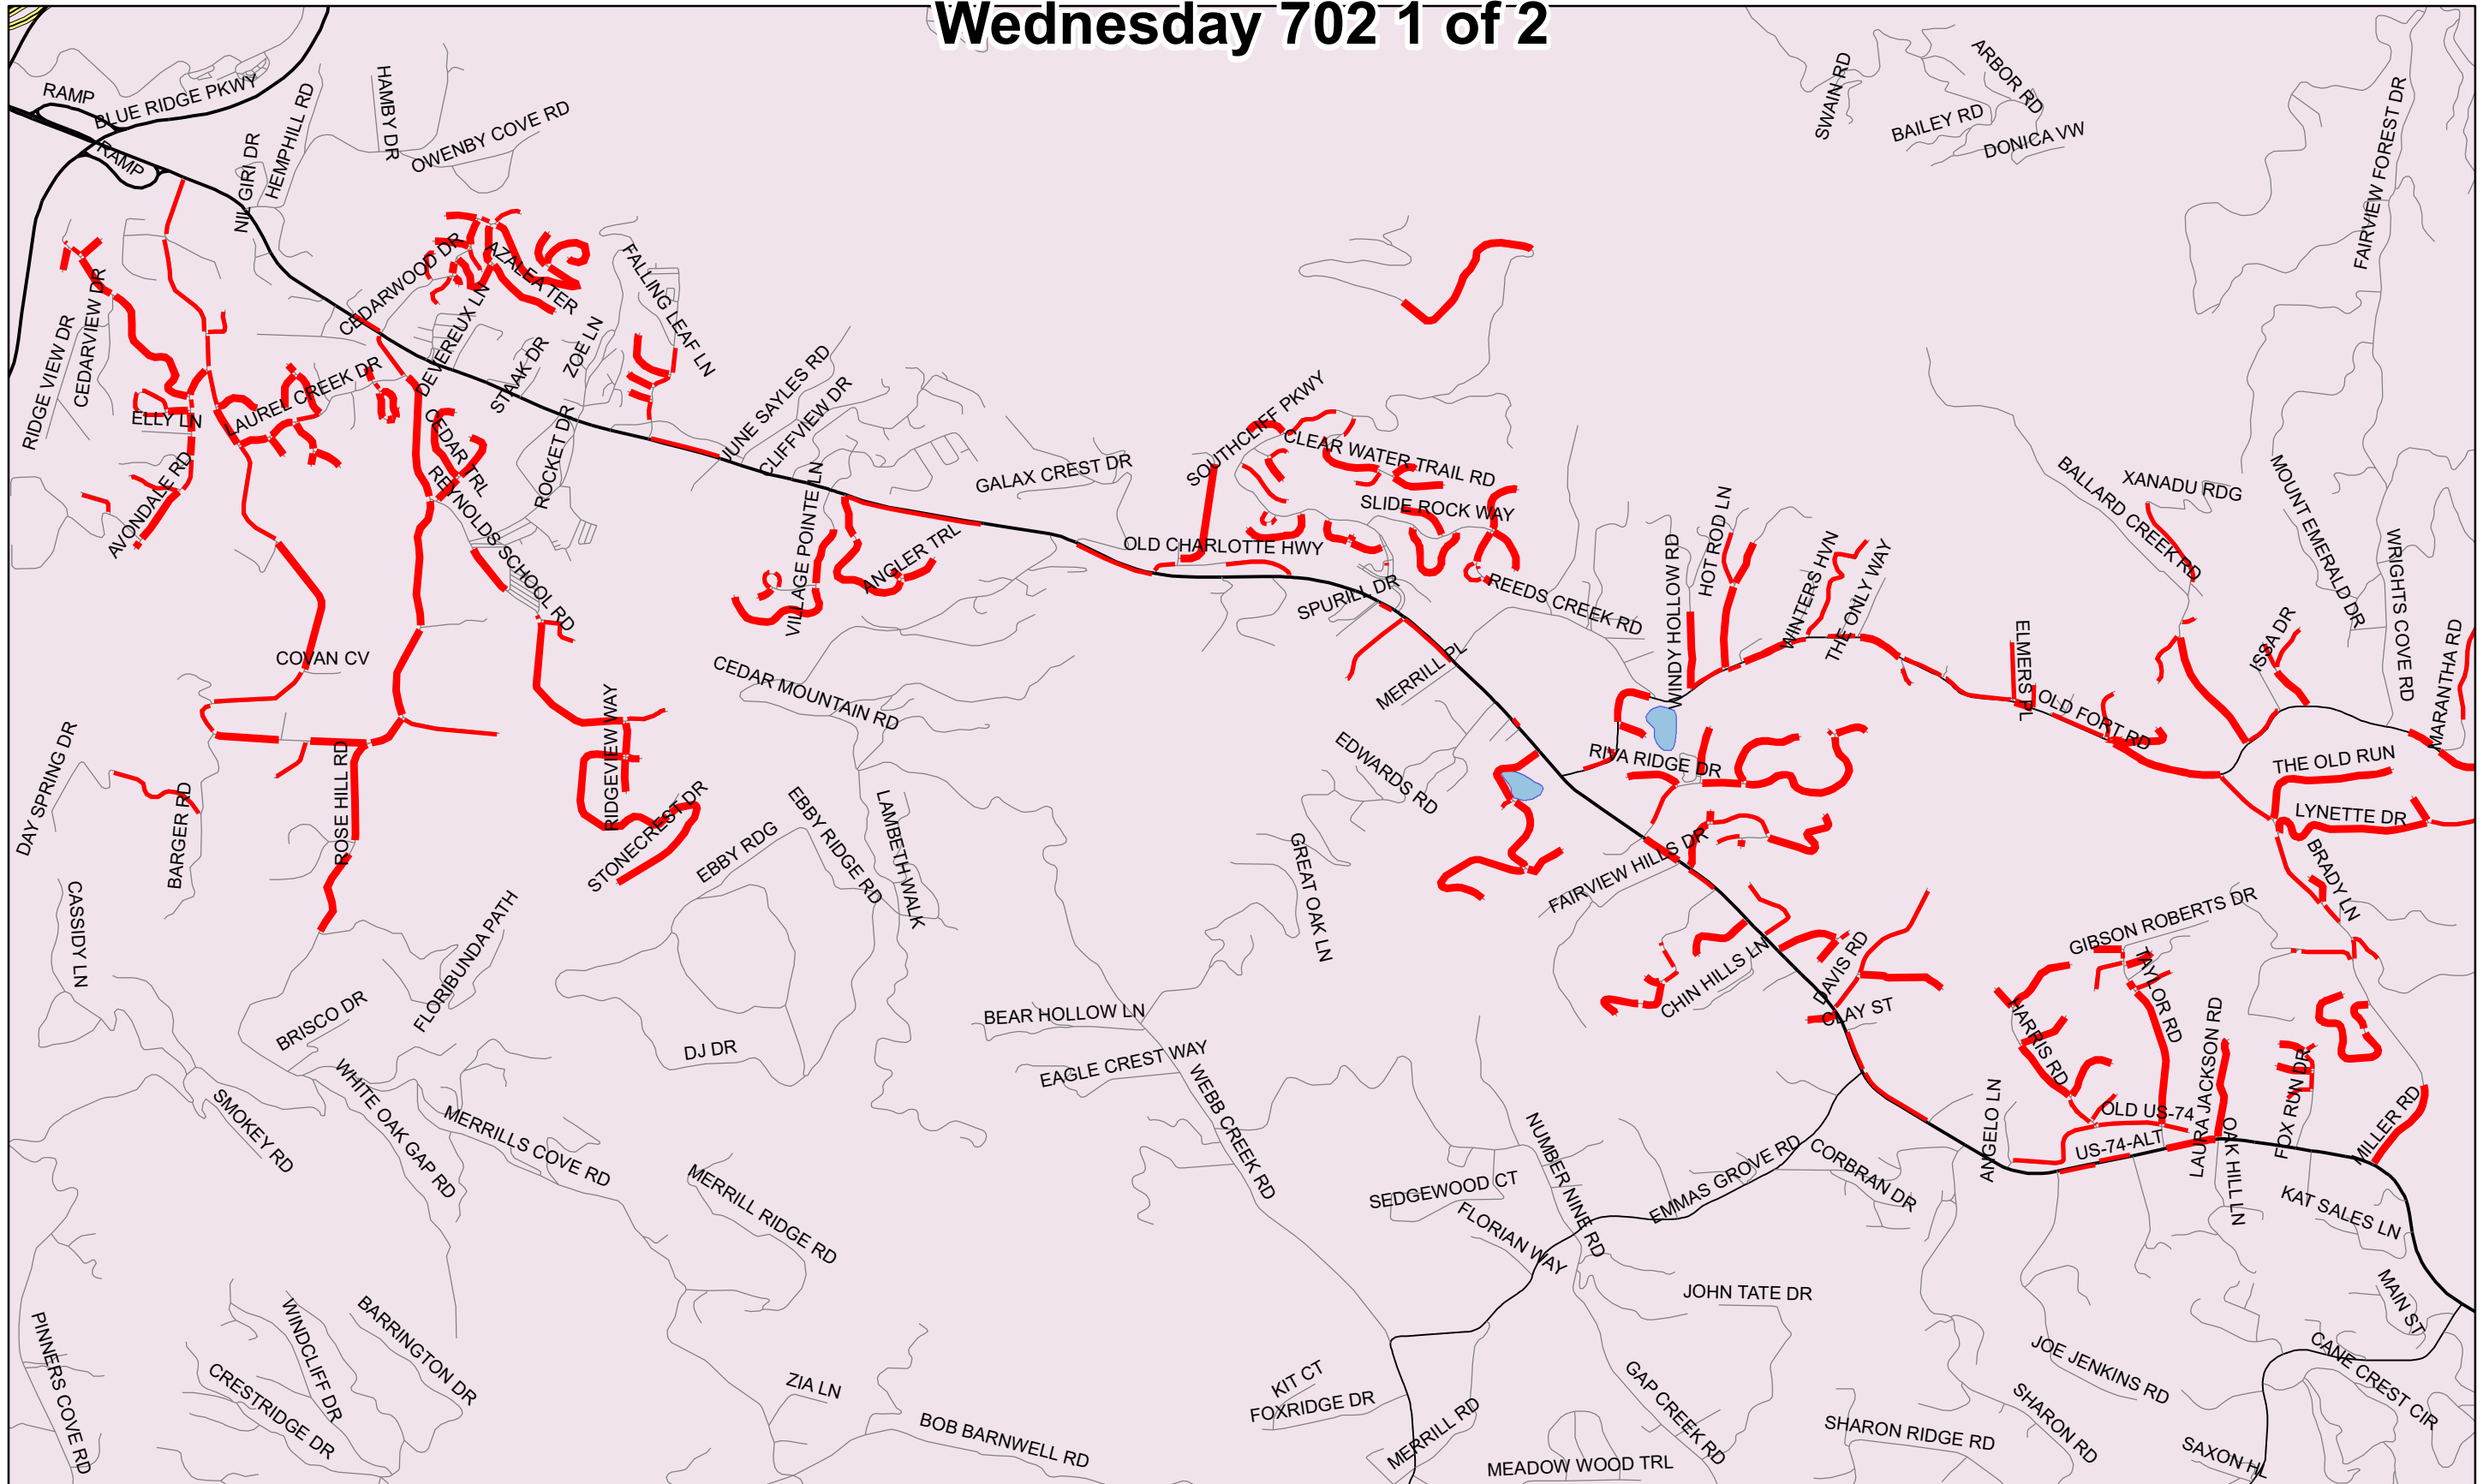 Wednesday 702 1 of 2
RAMP
BLUE RIDGE PKWY
RAMP
NIL GIRI DR
HEMPHILL RD
HAMBY DR
OWENBY COVE RD
SWAIN RD
ARBOR RD
BAILEY RD
DONICA VW
FAIRVIEW FOREST DR
CEDARWOOD DR
AZALEA TER
FALLING LEAF LN
RIDGE VIEW DR
CEDARVIEW DR
DEVEREUX LN
STAAK DR
ZOE LN
ELLY LN
LAUREL CREEK DR
CEDAR TRL
JUNE SAYLES RD
CLIFFVIEW DR
SOUTHCLIFF PKWY
CLEAR WATER TRAIL RD
GALAX CREST DR
AVONDALE RD
REYNOLDS SCHOOL RD
ROCKET DR
VILLAGE POINTE LN
ANGLER TRL
OLD CHARLOTTE HWY
SLIDE ROCK WAY
SPURILL DR
REEDS CREEK RD
WINDY HOLLOW RD
HOT ROD LN
WINTERS HVN
THE ONLY WAY
BALLARD CREEK RD
XANADU RDG
MOUNT EMERALD DR
WRIGHTS COVE RD
MARANTHA RD
ISSA DR
ELMERS PL
OLD FORT RD
COVAN CV
CEDAR MOUNTAIN RD
MERRILL PL
EDWARDS RD
RIVA RIDGE DR
THE OLD RUN
LYNETTE DR
BRADY LN
DAY SPRING DR
BARGER RD
ROSE HILL RD
RIDGEVIEW WAY
STONECREST DR
EBBY RDG
EBBY RIDGE RD
LAMBETH WALK
GREAT OAK LN
FAIRVIEW HILLS DR
CHIN HILLS LN
DAVIS RD
CLAY ST
GIBSON ROBERTS DR
TAYLOR RD
HARRIS RD
LAURA JACKSON RD
OLD US-74
US-74-ALT
ANGELO LN
OAK HILL LN
FOX RUN DR
MILLER RD
KAT SALES LN
CASSIDY LN
FLORIBUNDA PATH
BRISCO DR
DJ DR
BEAR HOLLOW LN
EAGLE CREST WAY
WEBB CREEK RD
SMOKEY RD
WHITE OAK GAP RD
MERRILLS COVE RD
MERRILL RIDGE RD
SEDGEWOOD CT
NUMBER NINE RD
FLORIAN WAY
EMMAS GROVE RD
CORBRAN DR
JOHN TATE DR
MAIN ST
CANE CREST CIR
JOE JENKINS RD
PINNERS COVE RD
WINDCLIFF DR
BARRINGTON DR
CRESTRIDGE DR
ZIA LN
BOB BARNWELL RD
KIT CT
FOXRIDGE DR
MERRILL RD
GAP CREEK RD
MEADOW WOOD TRL
SHARON RIDGE RD
SHARON RD
SAXON HL